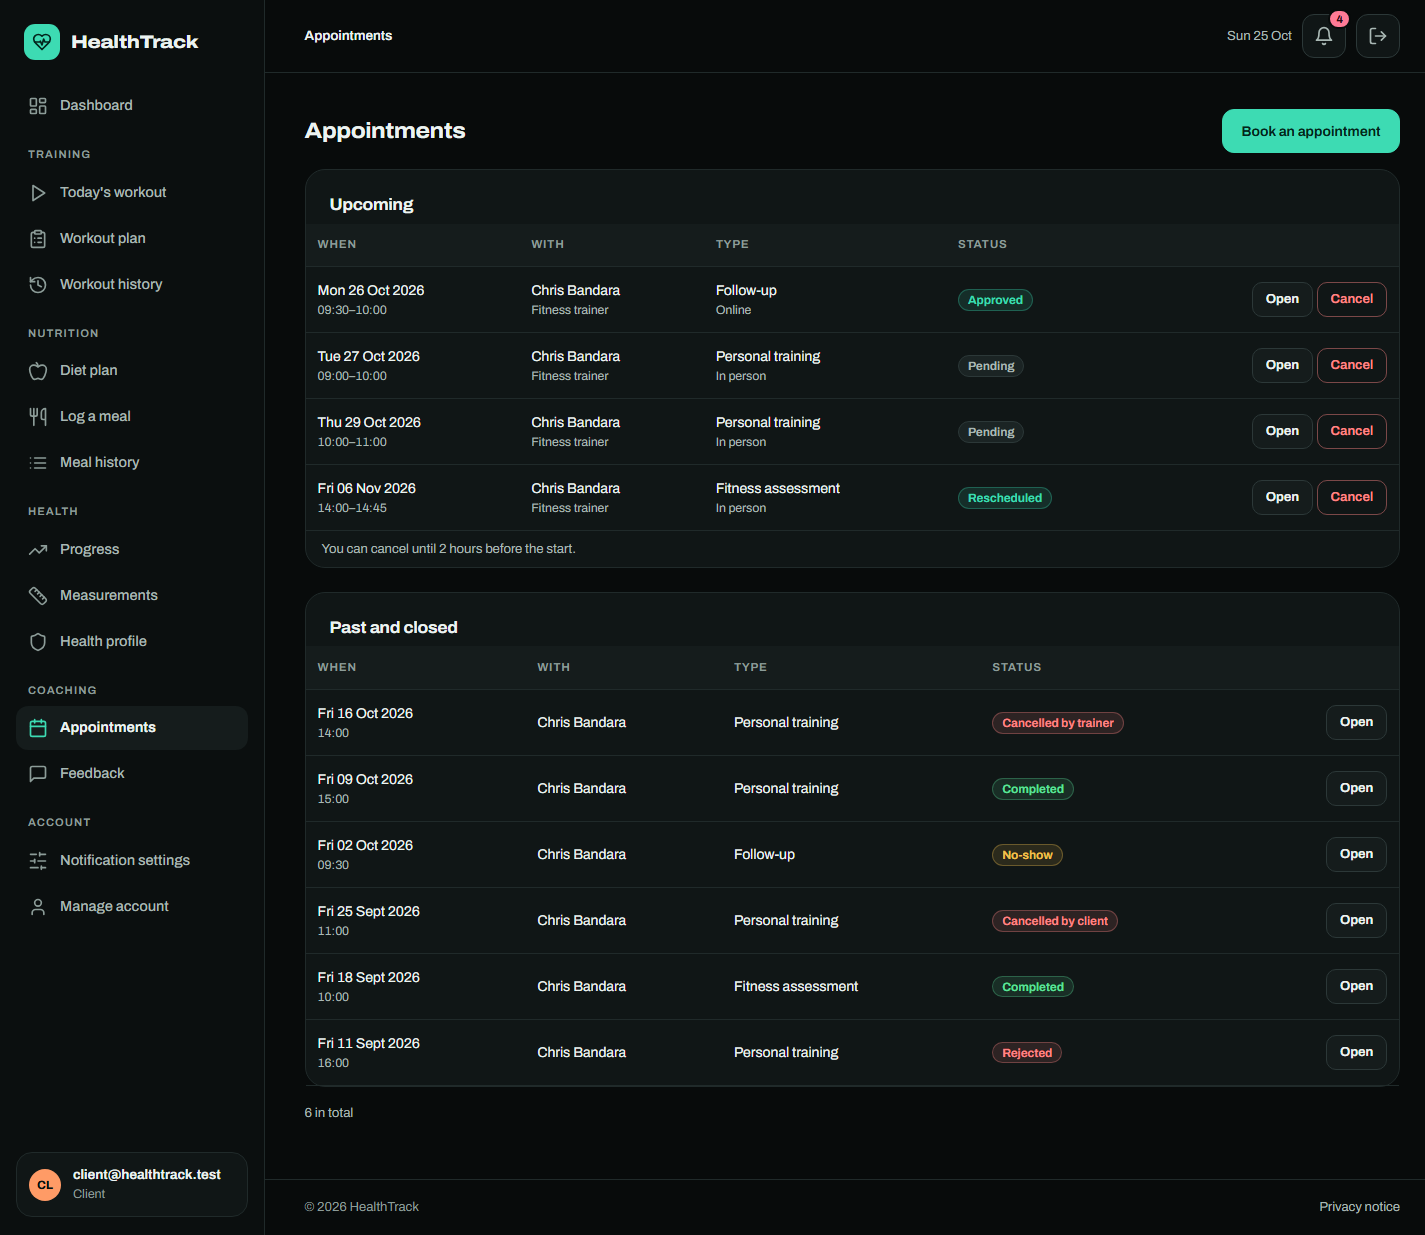 HealthTrack
Dashboard
TRAINING
Today's workout
Workout plan
Workout history
NUTRITION
Diet plan
Log a meal
Meal history
HEALTH
Progress
Measurements
Health profile
COACHING
Appointments
Feedback
ACCOUNT
Notification settings
Manage account
CL
client@healthtrack.test
Client
Appointments
Sun 25 Oct
4
Appointments
Book an appointment
Upcoming
WHEN WITH TYPE STATUS
Mon 26 Oct 2026 Chris Bandara Follow-up Approved Open Cancel
09:30–10:00 Fitness trainer Online
Tue 27 Oct 2026 Chris Bandara Personal training Pending Open Cancel
09:00–10:00 Fitness trainer In person
Thu 29 Oct 2026 Chris Bandara Personal training Pending Open Cancel
10:00–11:00 Fitness trainer In person
Fri 06 Nov 2026 Chris Bandara Fitness assessment Rescheduled Open Cancel
14:00–14:45 Fitness trainer In person
You can cancel until 2 hours before the start.
Past and closed
WHEN WITH TYPE STATUS
Fri 16 Oct 2026 Chris Bandara Personal training Cancelled by trainer Open
14:00
Fri 09 Oct 2026 Chris Bandara Personal training Completed Open
15:00
Fri 02 Oct 2026 Chris Bandara Follow-up No-show Open
09:30
Fri 25 Sept 2026 Chris Bandara Personal training Cancelled by client Open
11:00
Fri 18 Sept 2026 Chris Bandara Fitness assessment Completed Open
10:00
Fri 11 Sept 2026 Chris Bandara Personal training Rejected Open
16:00
6 in total
© 2026 HealthTrack
Privacy notice